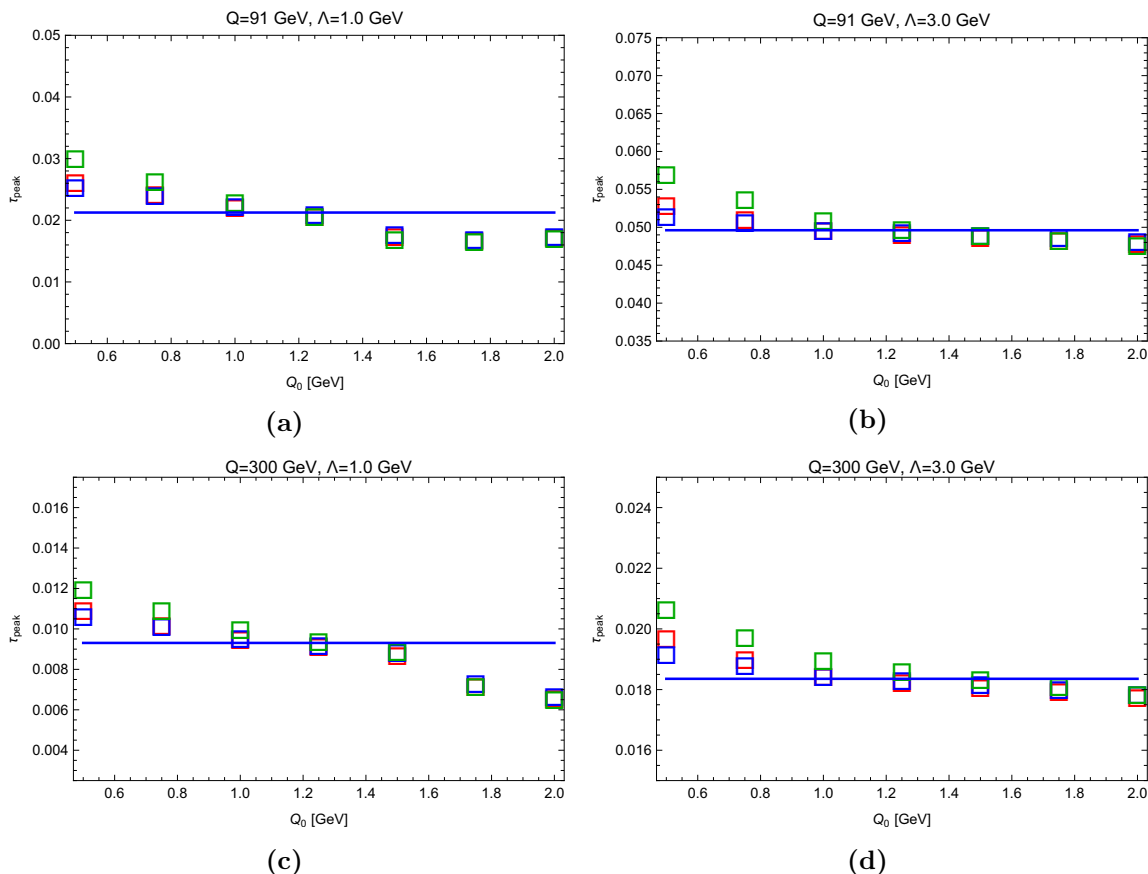 Q=91 GeV, Λ=1.0 GeV
0.05
0.04
0.03
0.02
0.01
0.00
τpeak
0.6 0.8 1.0 1.2 1.4 1.6 1.8 2.0
Q0 [GeV]
(a)
Q=91 GeV, Λ=3.0 GeV
0.075
0.070
0.065
0.060
0.055
0.050
0.045
0.040
0.035
τpeak
0.6 0.8 1.0 1.2 1.4 1.6 1.8 2.0
Q0 [GeV]
(b)
Q=300 GeV, Λ=1.0 GeV
0.016
0.014
0.012
0.010
0.008
0.006
0.004
τpeak
0.6 0.8 1.0 1.2 1.4 1.6 1.8 2.0
Q0 [GeV]
(c)
Q=300 GeV, Λ=3.0 GeV
0.024
0.022
0.020
0.018
0.016
τpeak
0.6 0.8 1.0 1.2 1.4 1.6 1.8 2.0
Q0 [GeV]
(d)